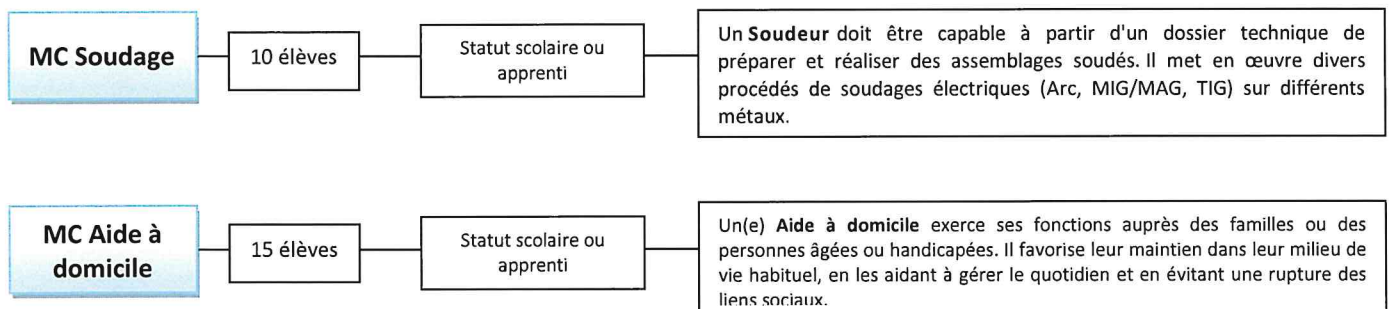 MC Soudage
10 élèves
Statut scolaire ou
apprenti
Un Soudeur doit être capable à partir d'un dossier technique de
préparer et réaliser des assemblages soudés. Il met en œuvre divers
procédés de soudages électriques (Arc, MIG/MAG, TIG) sur différents
métaux.
MC Aide à
domicile
15 élèves
Statut scolaire ou
apprenti
Un(e) Aide à domicile exerce ses fonctions auprès des familles ou des
personnes âgées ou handicapées. Il favorise leur maintien dans leur milieu de
vie habituel, en les aidant à gérer le quotidien et en évitant une rupture des
liens sociaux.